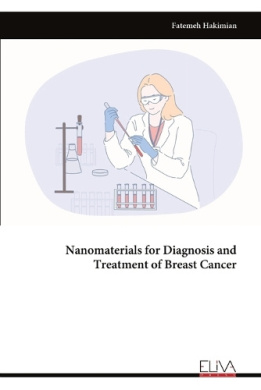 Fatemeh Hakimian
Nanomaterials for Diagnosis and
Treatment of Breast Cancer
ELIVA